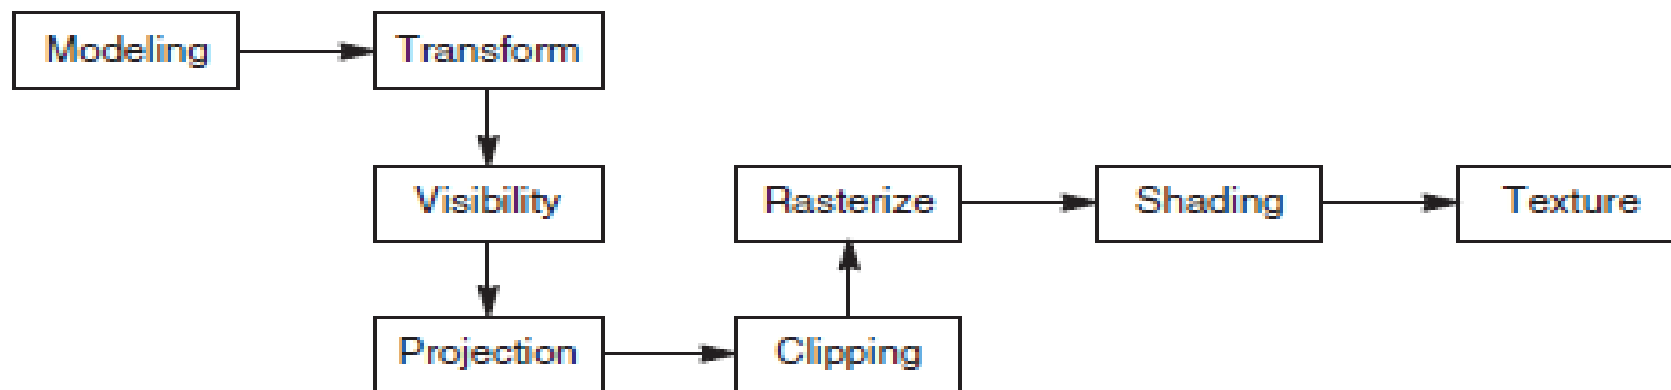 Modeling
Transform
Visibility
Rasterize
Shading
Texture
Projection
Clipping